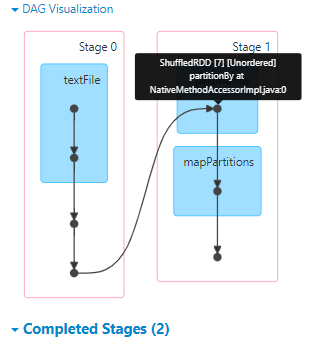 DAG Visualization
Stage 0
Stage 1
textFile
ShuffledRDD [7] [Unordered]
partitionBy at
NativeMethodAccessorImpl.java:0
mapPartitions
Completed Stages (2)